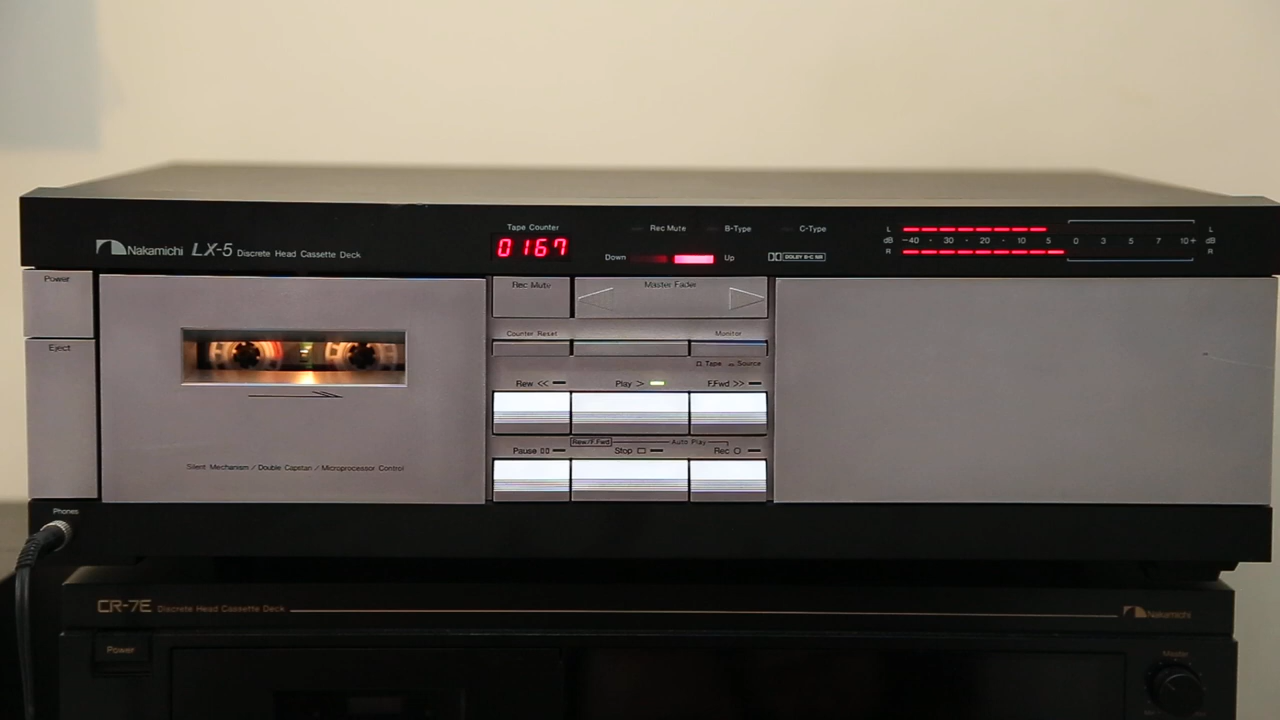 Nakamichi LX-5 Discrete Head Cassette Deck
Tape Counter
0167
Rec Mute
B-Type
C-Type
Down
Up
DOLBY B-C NR
L
dB -40 · 30 · 20 · 10 5 0 3 5 7 10+ dB
R
L
R
Power
Eject
Rec Mute
Master Fader
Counter Reset
Monitor
Tape
Source
Rew <<
Play >
F.Fwd >>
Rew/F.Fwd
Auto Play
Pause
Stop
Rec
Silent Mechanism / Double Capstan / Microprocessor Control
Phones
CR-7E Discrete Head Cassette Deck
Nakamichi
Power
Master